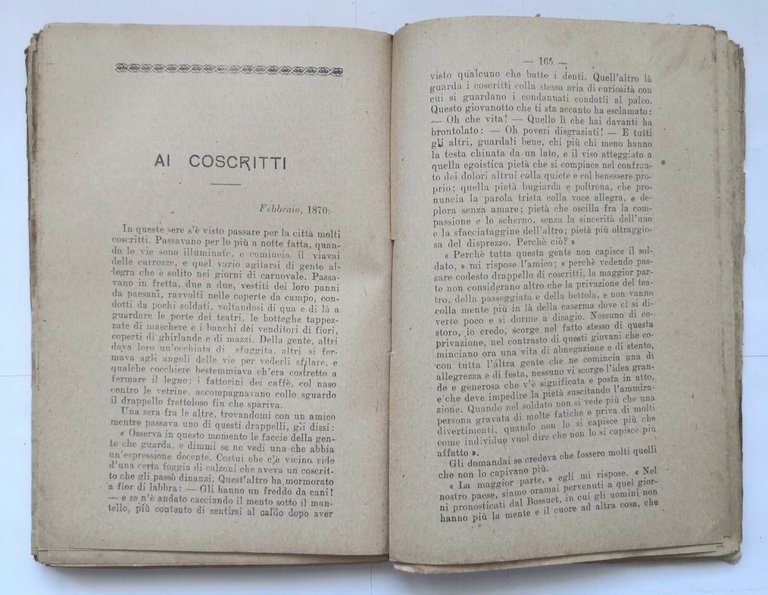 AI COSCRITTI
Febbraio, 1870.
In queste sere s'è visto passare per la città molti
coscritti. Passavano per lo più a notte fatta, quan-
do le vie sono illuminate, e comincia il viavai
delle carrozze, e quel vario agitarsi di gente al-
legra che è solito nei giorni di carnovale. Passa-
vano in fretta, due a due, vestiti dei loro panni
da paesani, ravvolti nelle coperte da campo, con-
dotti da pochi soldati, voltandosi di qua e di là a
guardare le porte dei teatri, le botteghe tappez-
zate di maschere e i banchi dei venditori di fiori,
coperti di ghirlande e di mazzi. Della gente, altri
dava loro un'occhiata di sfuggita, altri si fer-
mava agli angoli delle vie per vederli sfilare, e
qualche cocchiere bestemmiava ch'era costretto a
fermare il legno; i fattorini dei caffè, col naso
contro le vetrine, accompagnavano collo sguardo
il drappello frettoloso fin che spariva.
Una sera fra le altre, trovandomi con un amico
mentre passava uno di questi drappelli, gli dissi:
« Osserva in questo momento le faccie della gen-
te che guarda, e dimmi se ne vedi una che abbia
un'espressione decente. Costui che c'è vicino ride
d'una certa foggia di calzoni che aveva un coscrit-
to che gli passò dinanzi. Quest'altro ha mormorato
a fior di labbra: — Gli hanno un freddo da cani!
— e se n'è andato cacciando il mento sotto il man-
tello, più contento di sentirsi al caldo dopo aver
— 165 —
visto qualcuno che batte i denti. Quell'altro là
guarda i coscritti colla stessa aria di curiosità con
cui si guardano i condannati condotti al palco.
Questo giovanotto che ti sta accanto ha esclamato:
— Oh che vita! — Quello lì che hai davanti ha
brontolato: — Oh poveri disgraziati! — E tutti
gli altri, guardali bene, chi più chi meno hanno
la testa chinata da un lato, e il viso atteggiato a
quella egoistica pietà che si compiace nel confron-
to dei dolori altrui colla quiete e col benessere
proprio; quella pietà bugiarda e poltrona, che pro-
nuncia la parola trista colla voce allegra, e de-
plora senza amare; pietà che oscilla fra la com-
passione e lo scherno, senza la sincerità dell'uno
e la sfacciataggine dell'altro; pietà più oltraggio-
sa del disprezzo. Perchè ciò? »
« Perchè tutta questa gente non capisce il sol-
dato, » mi rispose l'amico; « perchè vedendo pas-
sare codesto drappello di coscritti, la maggior par-
te non considerano altro che la privazione del tea-
tro, della passeggiata e della bettola, e non vanno
colla mente più in là della caserma dove ci si di-
verte poco e si dorme a disagio. Nessuno di co-
storo, io credo, scorge nel fatto stesso di questa
privazione, nel contrasto di questi giovani che co-
minciano ora una vita di abnegazione e di stento,
con tutta l'altra gente che ne comincia una di
allegrezza e di festa, nessuno vi scorge l'idea gran-
de e generosa che v'è significata e posta in atto,
e che deve impedire la pietà suscitando l'ammira-
zione. Quando nel soldato non si vede più che una
persona gravata di molte fatiche e priva di molti
divertimenti, quando non lo si capisce più che
come individuo vuol dire che non lo si capisce più
affatto ».
Gli domandai se credeva che fossero molti quelli
che non lo capivano più.
« La maggior parte, » egli mi rispose. « Nel
nostro paese, siamo oramai pervenuti a quei gior-
ni pronosticati dal Bossuet, in cui gli uomini non
hanno più la mente e il cuore ad altra cosa, che